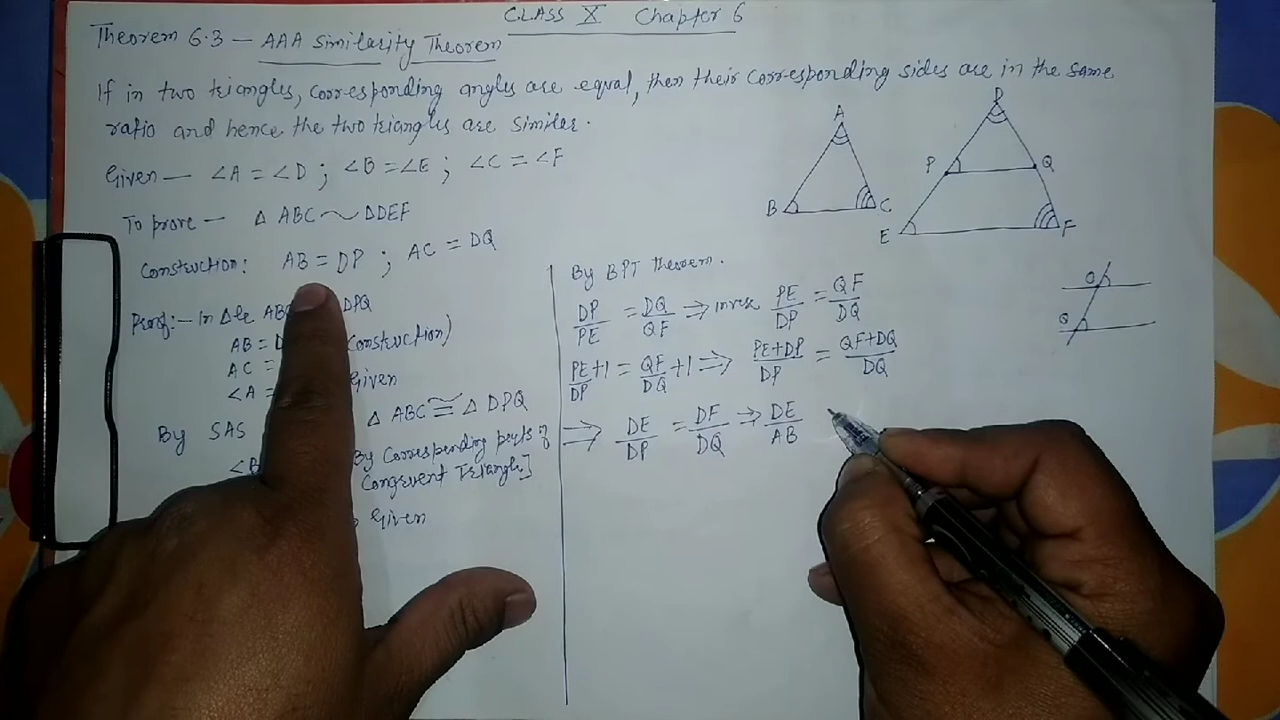 CLASS X Chapter 6
Theorem 6.3 — AAA Similarity Theorem
If in two triangles, corresponding angles are equal, then their corresponding sides are in the same
ratio and hence the two triangles are similar.
Given — ∠A = ∠D ; ∠B = ∠E ; ∠C = ∠F
To prove — Δ ABC ~ ΔDEF
Construction: AB = DP ; AC = DQ
Proof:- In Δle ABC DPQ
AB = Construction)
AC =
∠A = Given
By SAS Δ ABC ≅ Δ DPQ
By Corresponding parts of
Congruent Triangle]
Given
By BPT Theorem.
DP/PE = DQ/QF ⇒ inverse PE/DP = QF/DQ
PE/DP + 1 = QF/DQ + 1 ⇒ PE+DP/DP = QF+DQ/DQ
⇒ DE/DP = DF/DQ ⇒ DE/AB
A
B
C
D
P
Q
E
F